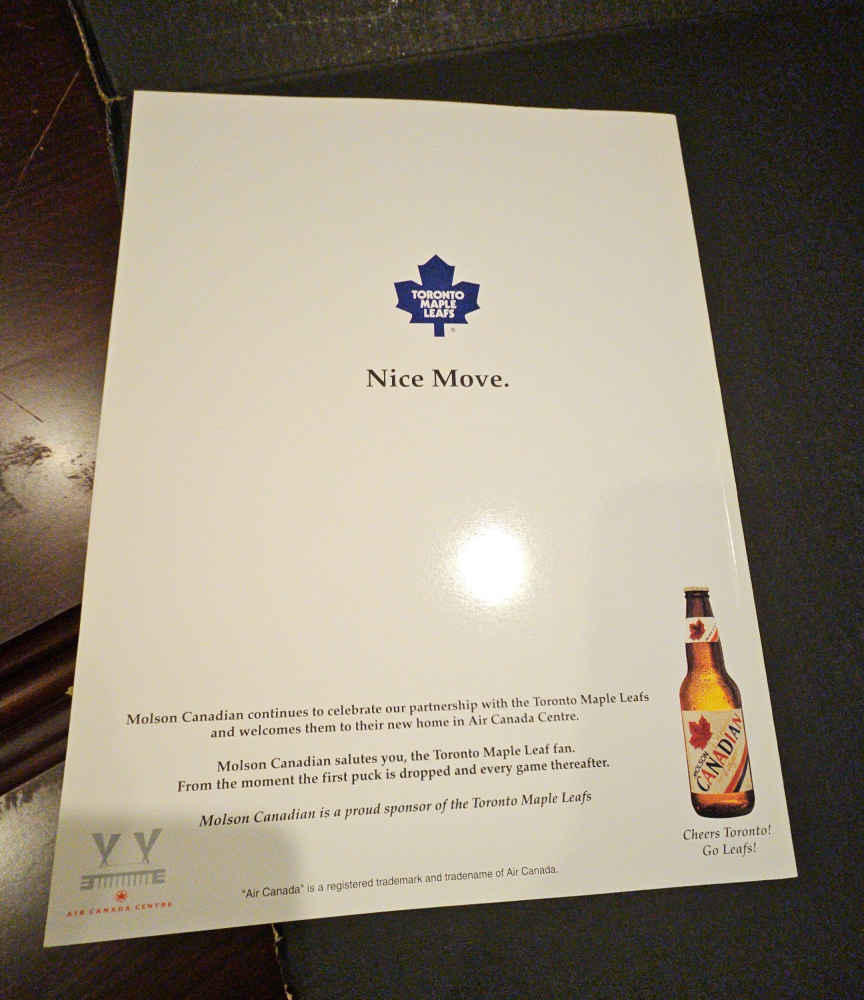 TORONTO
MAPLE
LEAFS
®
Nice Move.
Molson Canadian continues to celebrate our partnership with the Toronto Maple Leafs
and welcomes them to their new home in Air Canada Centre.
Molson Canadian salutes you, the Toronto Maple Leaf fan.
From the moment the first puck is dropped and every game thereafter.
Molson Canadian is a proud sponsor of the Toronto Maple Leafs
MOLSON
CANADIAN
Cheers Toronto!
Go Leafs!
AIR CANADA CENTRE
"Air Canada" is a registered trademark and tradename of Air Canada.